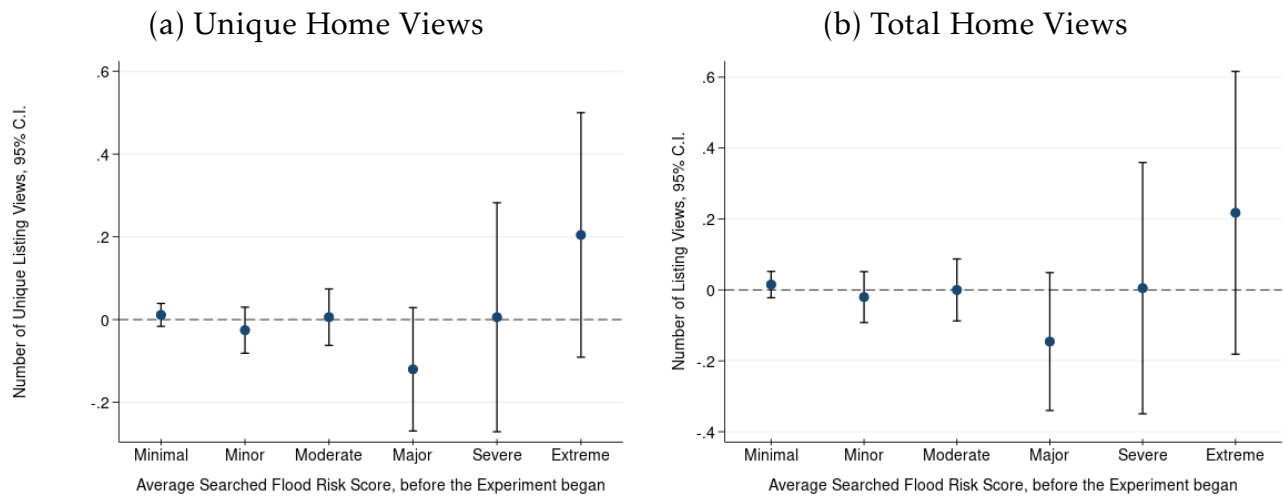 (a) Unique Home Views
Number of Unique Listing Views, 95% C.I.
.6
.4
.2
0
-.2
Minimal Minor Moderate Major Severe Extreme
Average Searched Flood Risk Score, before the Experiment began
(b) Total Home Views
Number of Listing Views, 95% C.I.
.6
.4
.2
0
-.2
-.4
Minimal Minor Moderate Major Severe Extreme
Average Searched Flood Risk Score, before the Experiment began